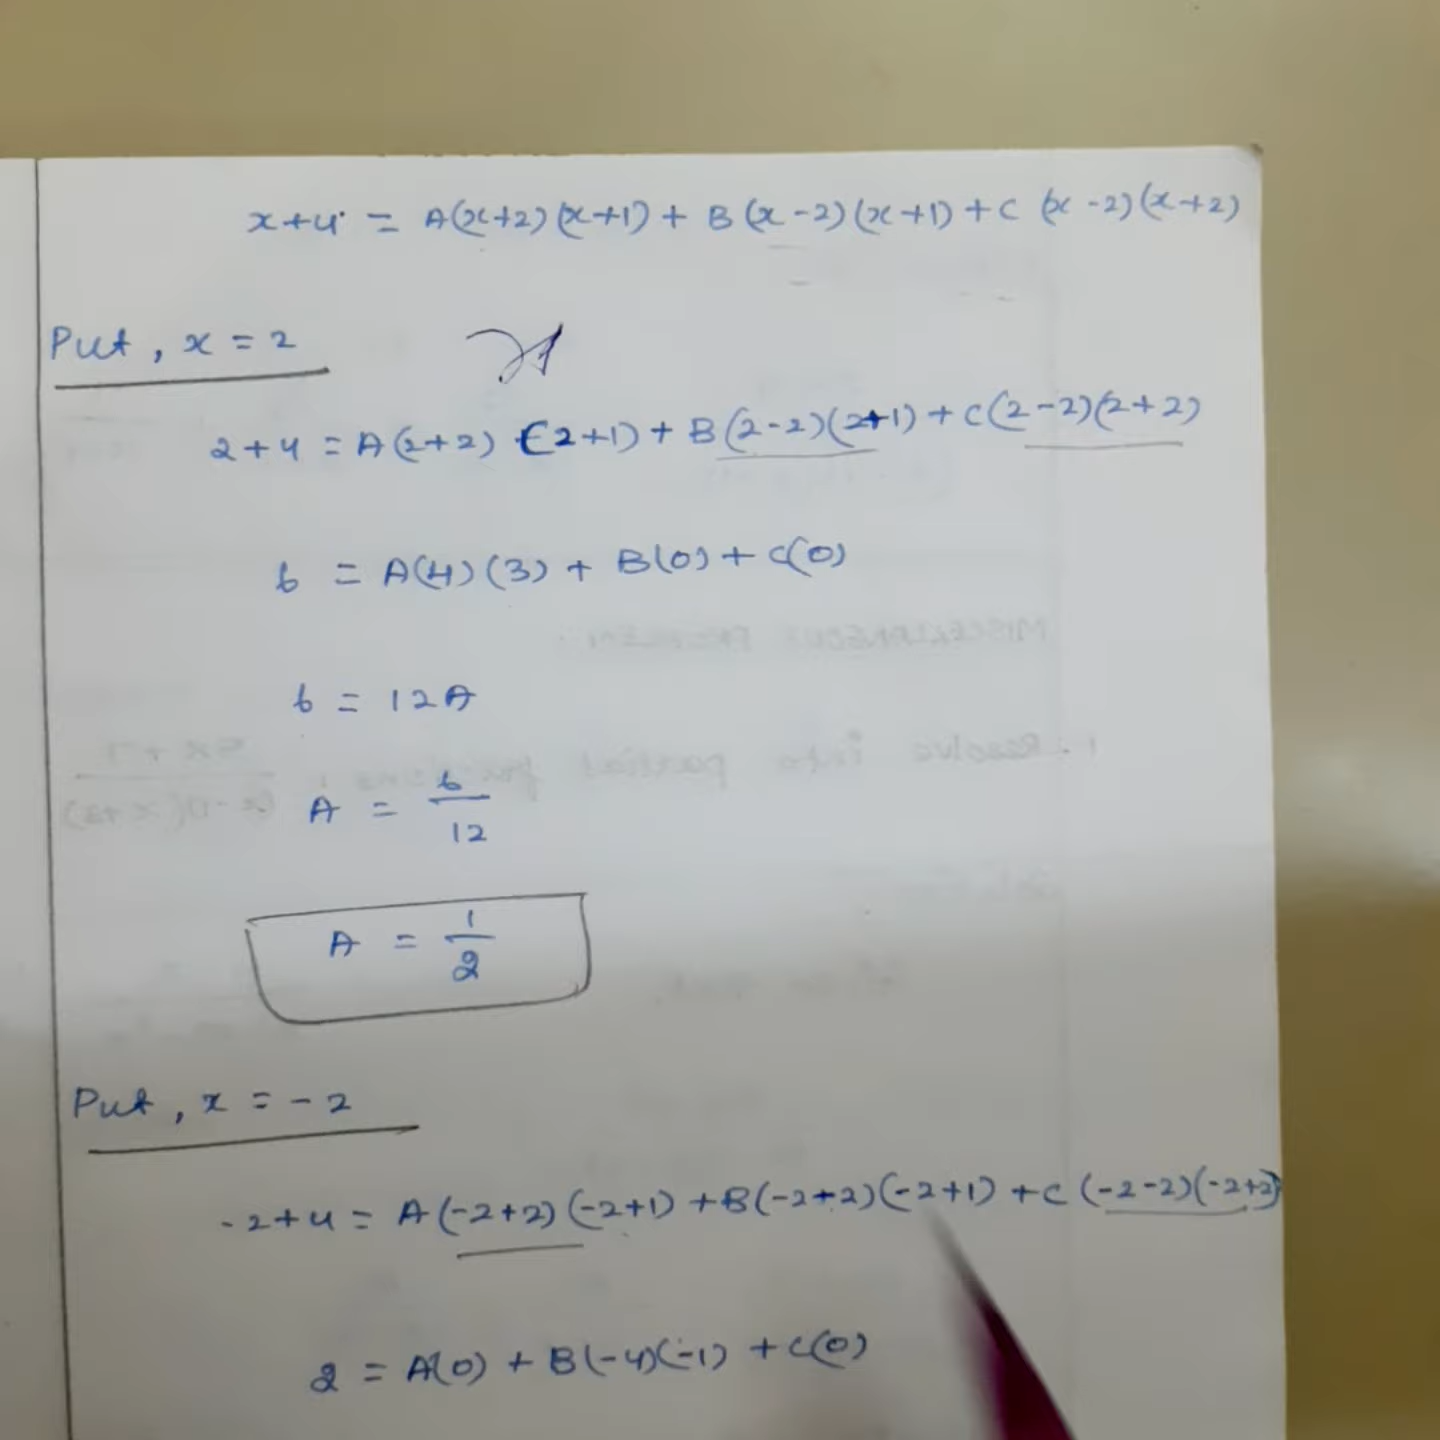 x+4 = A(x+2)(x+1) + B(x-2)(x+1) + C(x-2)(x+2)
Put, x = 2
2+4 = A(2+2)(2+1) + B(2-2)(2+1) + C(2-2)(2+2)
6 = A(4)(3) + B(0) + C(0)
6 = 12A
A = 6/12
A = 1/2
Put, x = -2
-2+4 = A(-2+2)(-2+1) + B(-2+2)(-2+1) + C(-2-2)(-2+2)
2 = A(0) + B(-4)(-1) + C(0)